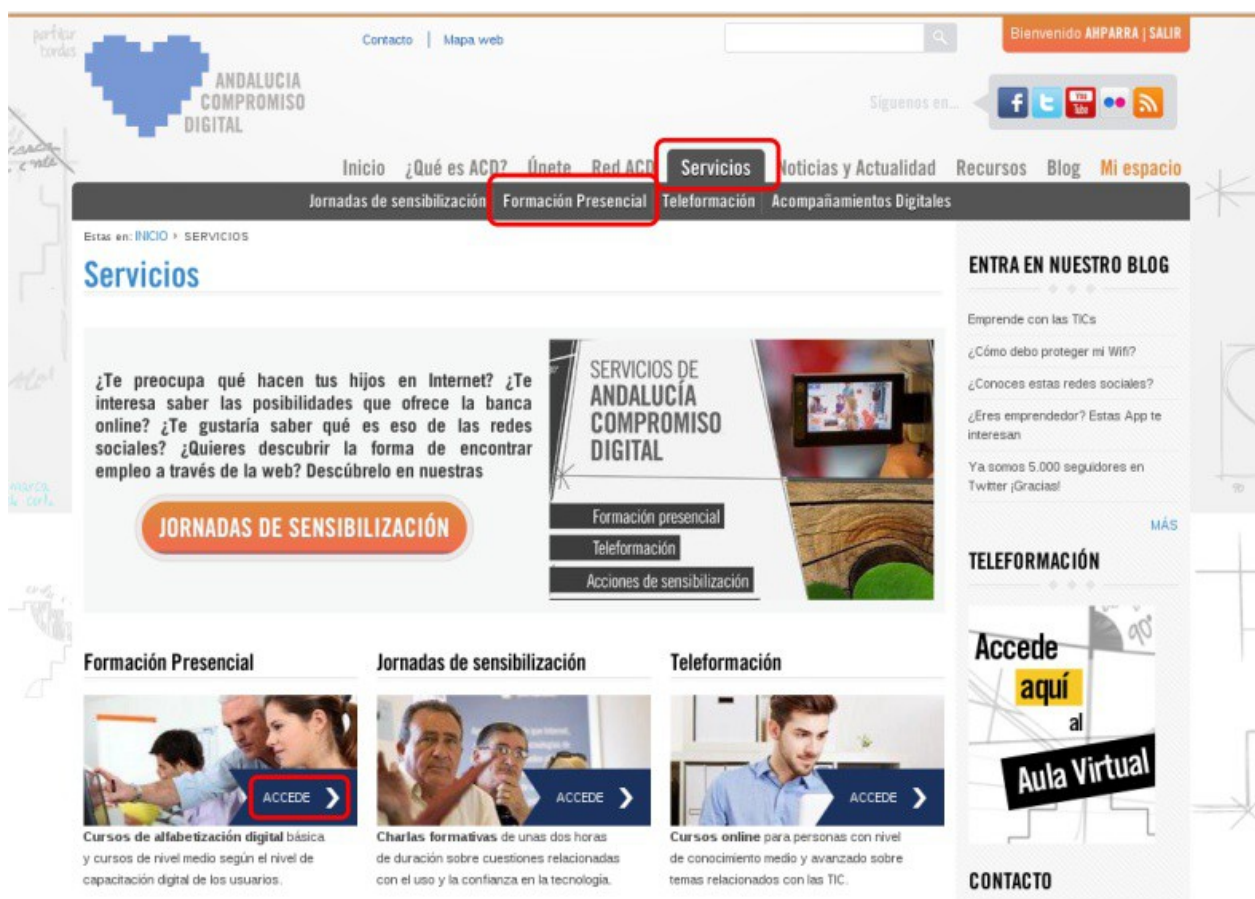 perfilar
bordes
Contacto | Mapa web
Bienvenido AHPARRA | SALIR
ANDALUCIA
COMPROMISO
DIGITAL
Síguenos en...
You
Tube
Inicio ¿Qué es ACD? Únete Red ACD Servicios Noticias y Actualidad Recursos Blog Mi espacio
Jornadas de sensibilización Formación Presencial Teleformación Acompañamientos Digitales
Estas en: INICIO › SERVICIOS
Servicios
¿Te preocupa qué hacen tus hijos en Internet? ¿Te
interesa saber las posibilidades que ofrece la banca
online? ¿Te gustaría saber qué es eso de las redes
sociales? ¿Quieres descubrir la forma de encontrar
empleo a través de la web? Descúbrelo en nuestras
JORNADAS DE SENSIBILIZACIÓN
SERVICIOS DE
ANDALUCÍA
COMPROMISO
DIGITAL
Formación presencial
Teleformación
Acciones de sensibilización
ENTRA EN NUESTRO BLOG
Emprende con las TICs
¿Cómo debo proteger mi Wifi?
¿Conoces estas redes sociales?
¿Eres emprendedor? Estas App te
interesan
Ya somos 5.000 seguidores en
Twitter ¡Gracias!
MÁS
marca
90
TELEFORMACIÓN
Accede
aquí
al
Aula Virtual
90°
Formación Presencial
ACCEDE
Cursos de alfabetización digital básica
y cursos de nivel medio según el nivel de
capacitación digital de los usuarios.
Jornadas de sensibilización
ACCEDE
Charlas formativas de unas dos horas
de duración sobre cuestiones relacionadas
con el uso y la confianza en la tecnología.
Teleformación
ACCEDE
Cursos online para personas con nivel
de conocimiento medio y avanzado sobre
temas relacionados con las TIC.
CONTACTO